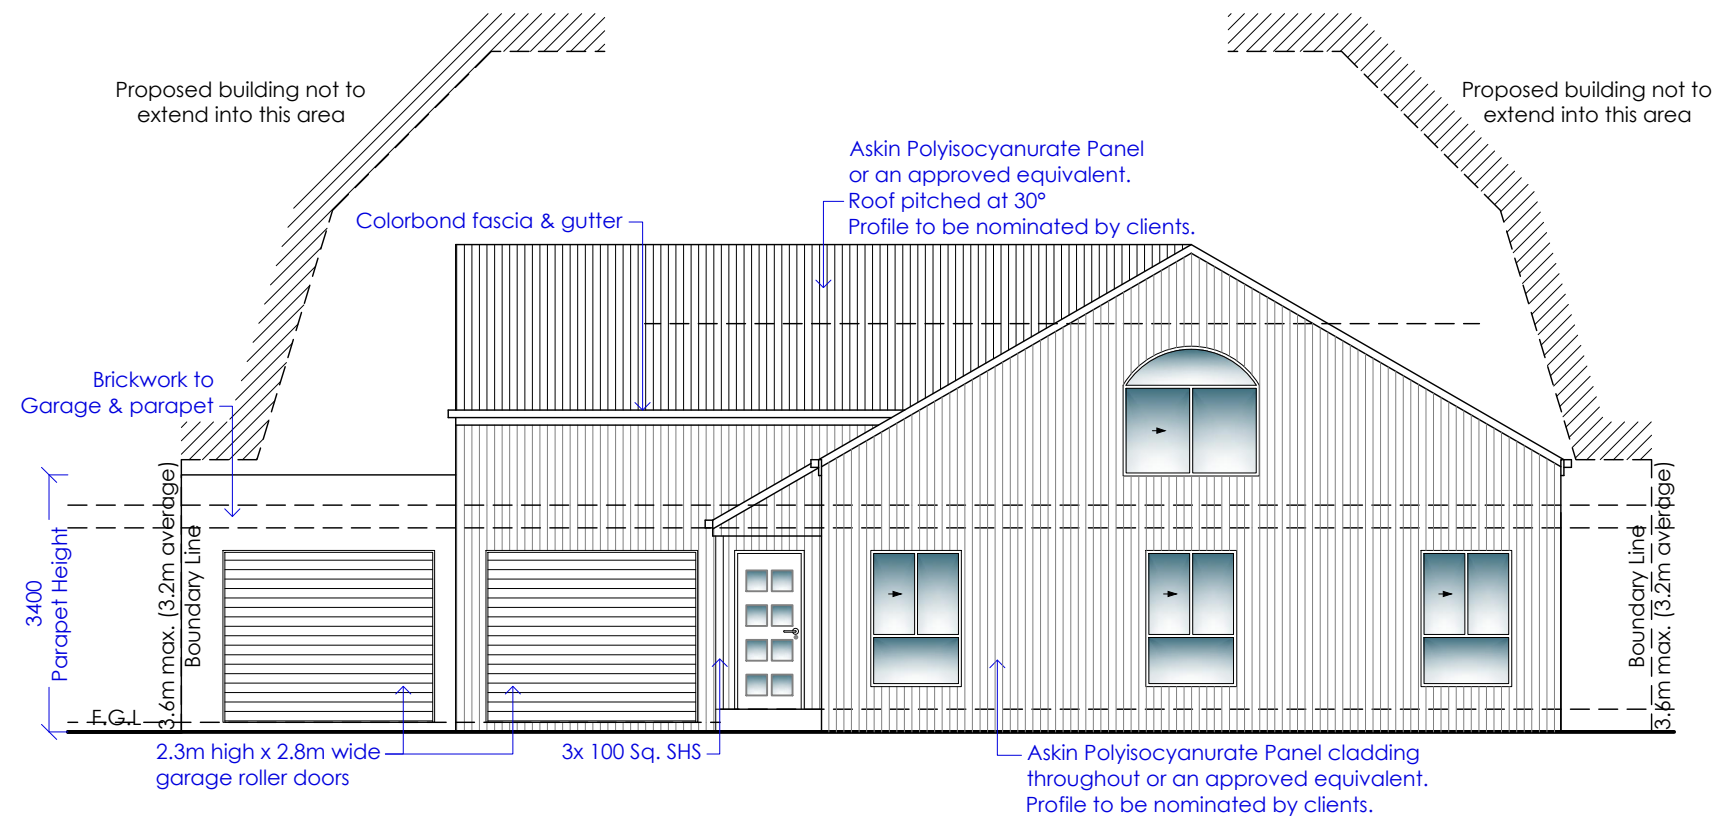 Proposed building not to
extend into this area
Proposed building not to
extend into this area
Askin Polyisocyanurate Panel
or an approved equivalent.
Roof pitched at 30°
Profile to be nominated by clients.
Colorbond fascia & gutter
Brickwork to
Garage & parapet
3400
Parapet Height
3.6m max. (3.2m average)
Boundary Line
Boundary Line
3.6m max. (3.2m average)
F.G.L
2.3m high x 2.8m wide
garage roller doors
3x 100 Sq. SHS
Askin Polyisocyanurate Panel cladding
throughout or an approved equivalent.
Profile to be nominated by clients.